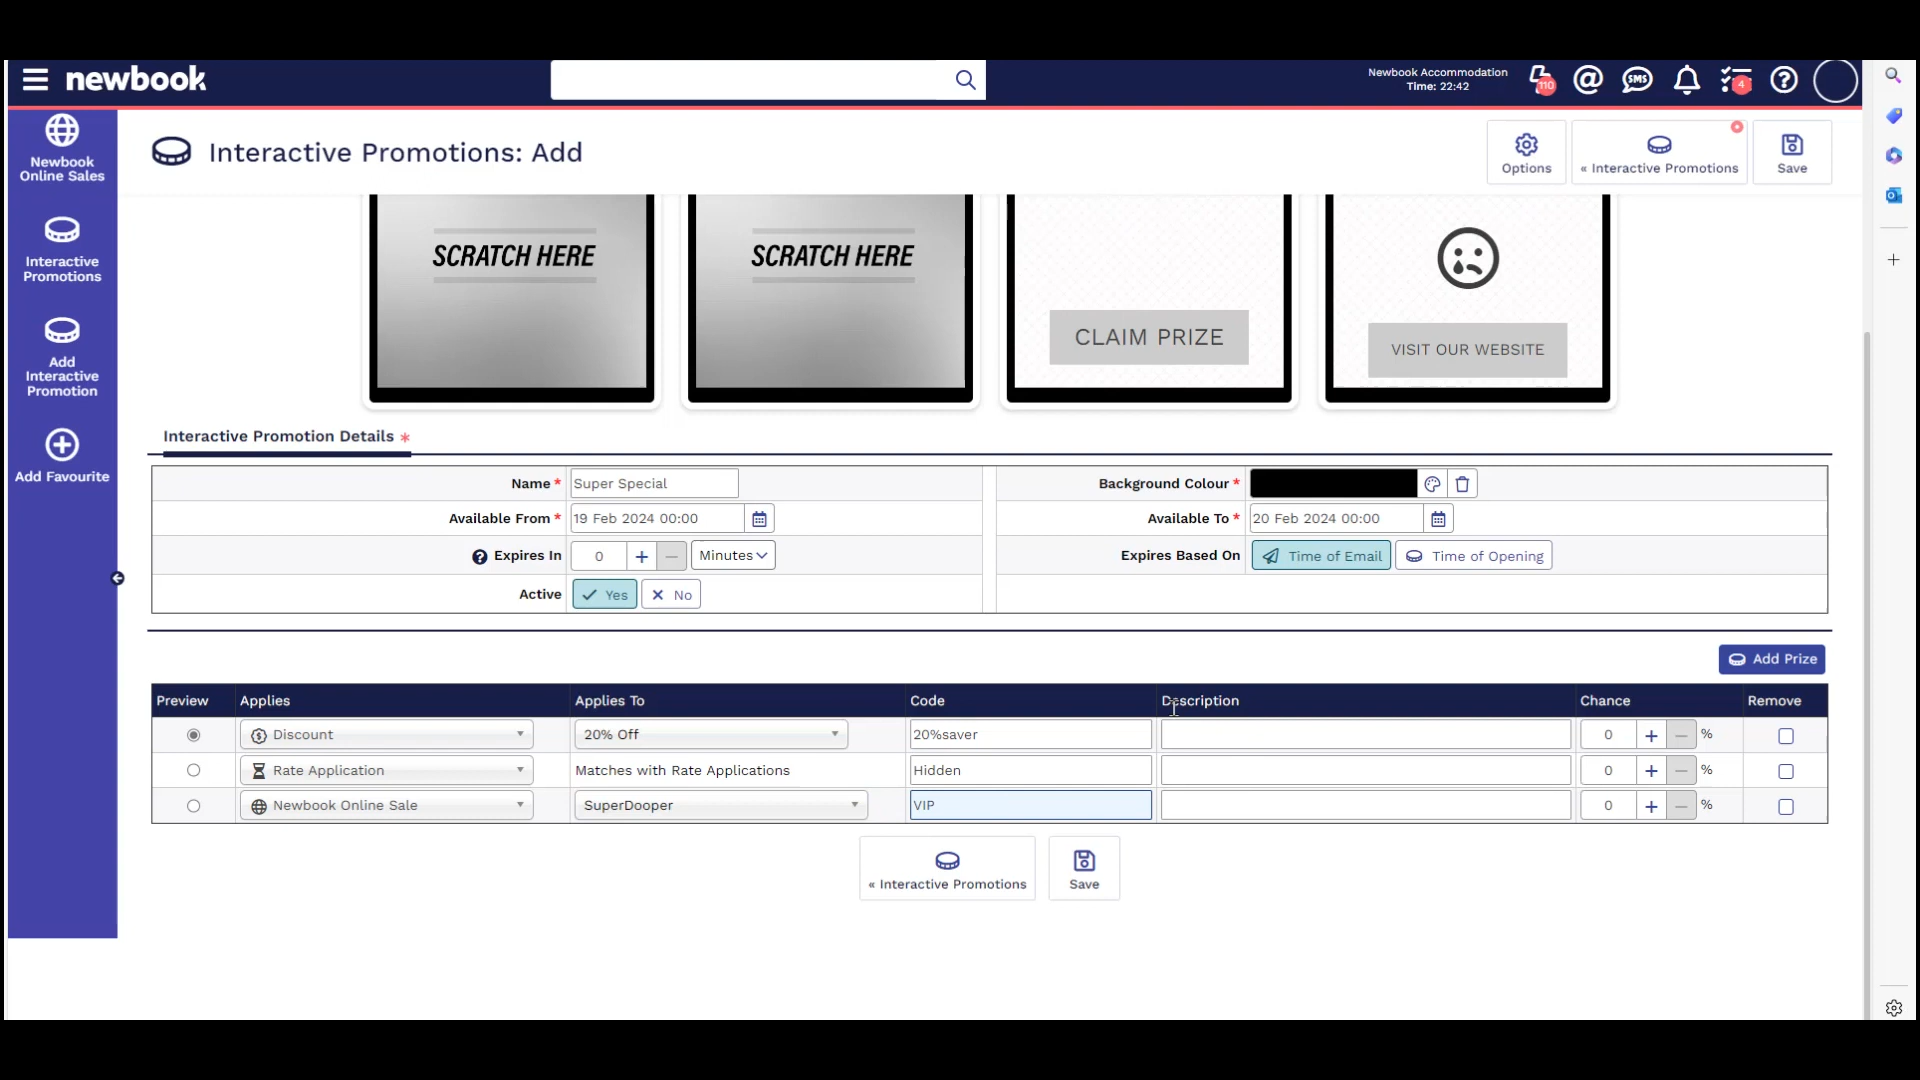 newbook
Newbook Accommodation
Time: 22:42
110
SMS
4
Newbook
Online Sales
Interactive
Promotions
Add
Interactive
Promotion
Add Favourite
Interactive Promotions: Add
Options
« Interactive Promotions
Save
SCRATCH HERE
SCRATCH HERE
CLAIM PRIZE
VISIT OUR WEBSITE
Interactive Promotion Details *
Name * Super Special
Background Colour *
Available From * 19 Feb 2024 00:00
Available To * 20 Feb 2024 00:00
Expires In 0 + – Minutes
Expires Based On Time of Email Time of Opening
Active Yes No
Add Prize
Preview Applies Applies To Code Description Chance Remove
Discount 20% Off 20%saver 0 + – %
Rate Application Matches with Rate Applications Hidden 0 + – %
Newbook Online Sale SuperDooper VIP 0 + – %
« Interactive Promotions
Save